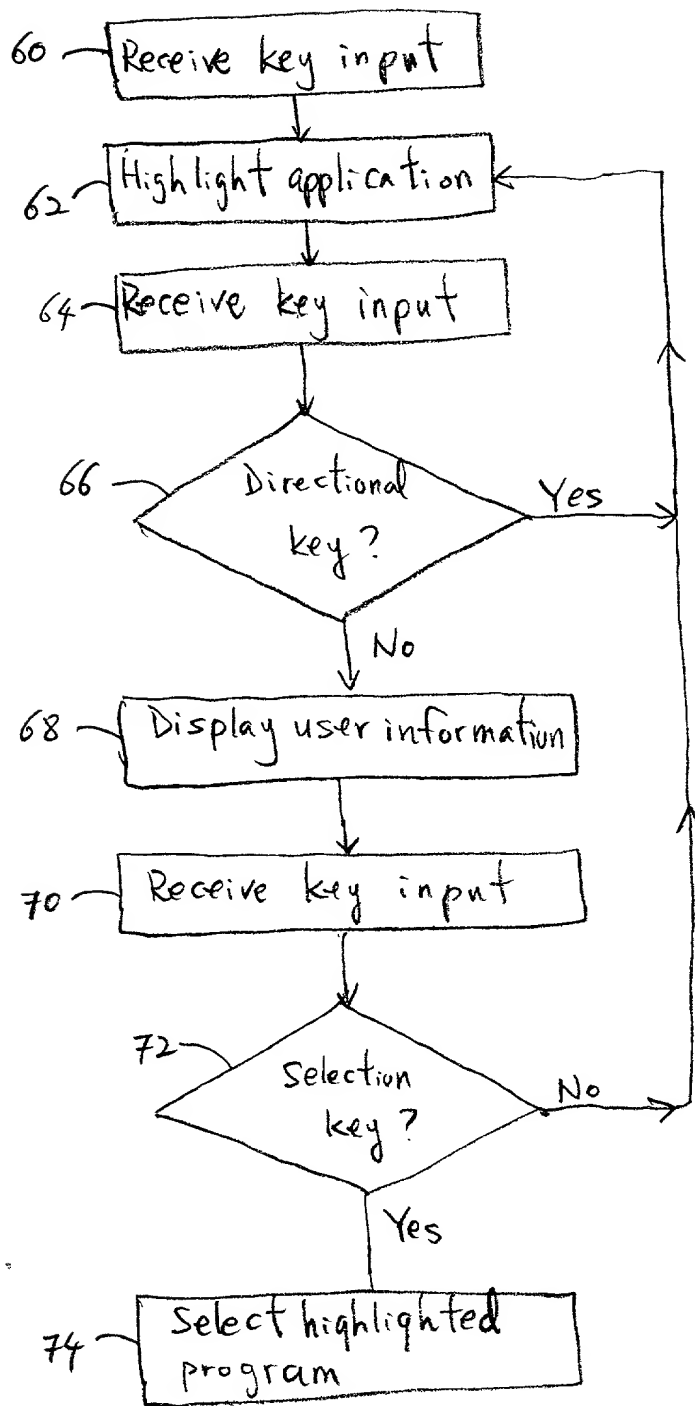 60
Receive key input
62
Highlight application
64
Receive key input
66
Directional
key?
Yes
No
68
Display user information
70
Receive key input
72
Selection
key?
No
Yes
74
Select highlighted
program